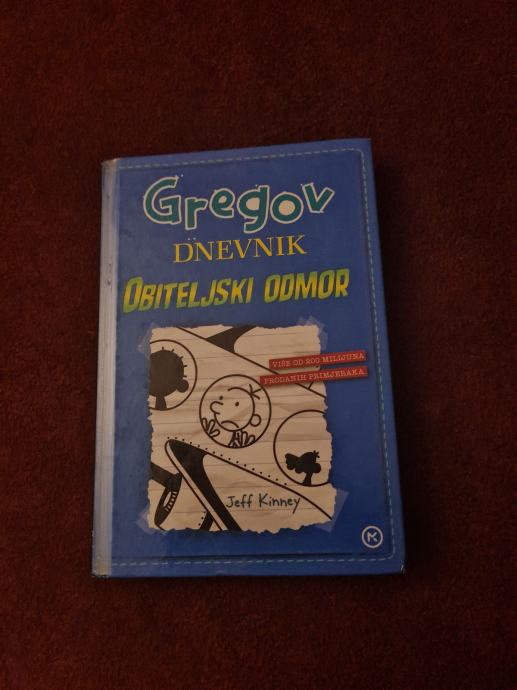 Gregov
DNEVNIK
OBITELJSKI ODMOR
VIŠE OD 200 MILIJUNA
PRODANIH PRIMJERAKA
Jeff Kinney
M